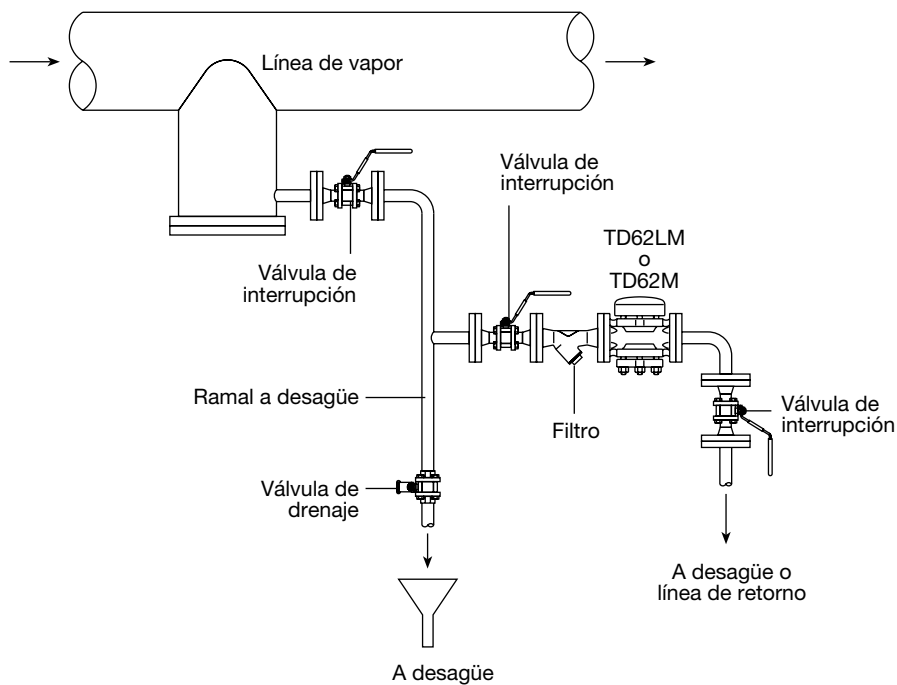 Línea de vapor
Válvula de
interrupción
TD62LM
o
TD62M
Válvula de
interrupción
Ramal a desagüe
Filtro
Válvula de
interrupción
Válvula de
drenaje
A desagüe o
línea de retorno
A desagüe